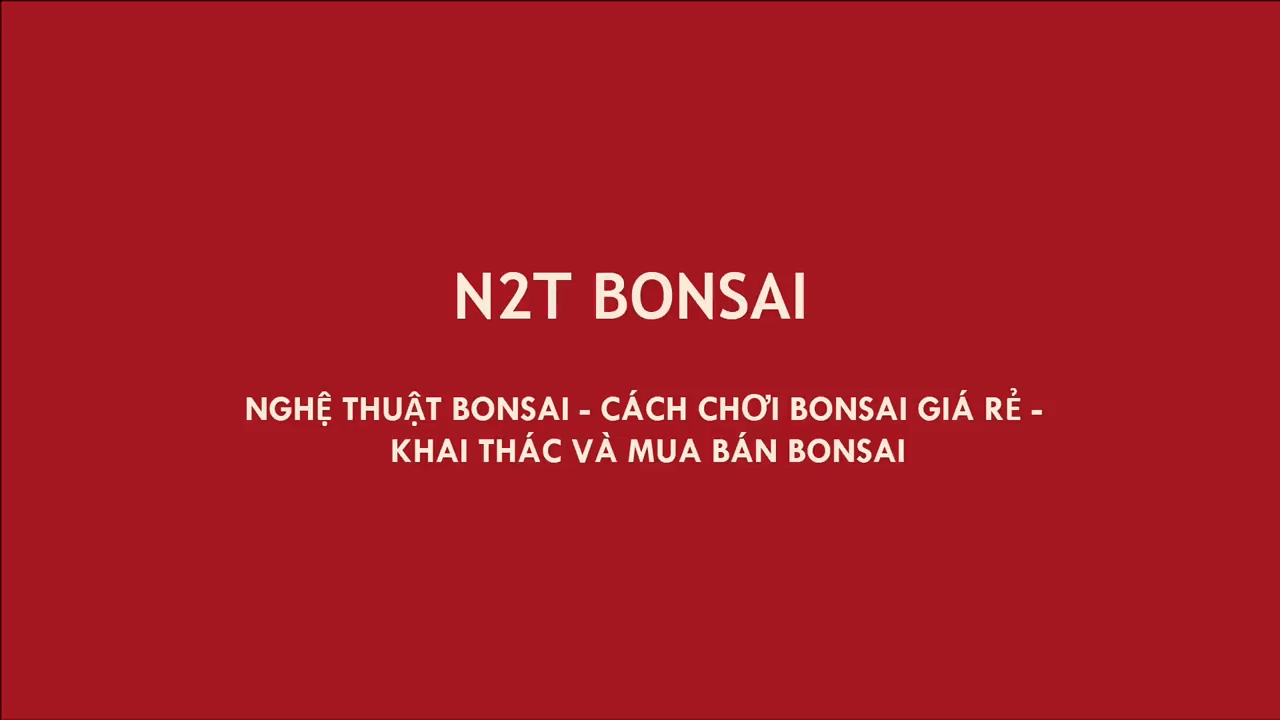 N2T BONSAI
NGHỆ THUẬT BONSAI - CÁCH CHƠI BONSAI GIÁ RẺ -
KHAI THÁC VÀ MUA BÁN BONSAI